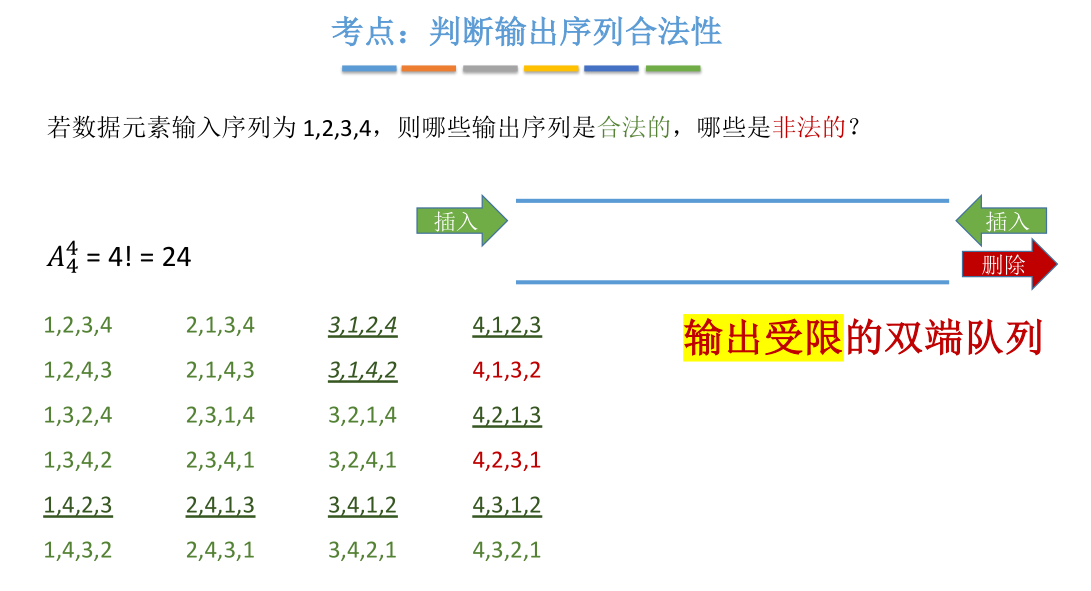 考点：判断输出序列合法性
若数据元素输入序列为 1,2,3,4，则哪些输出序列是合法的，哪些是非法的？
插入
插入
删除
A₄⁴ = 4! = 24
输出受限的双端队列
1,2,3,4 2,1,3,4 3,1,2,4 4,1,2,3
1,2,4,3 2,1,4,3 3,1,4,2 4,1,3,2
1,3,2,4 2,3,1,4 3,2,1,4 4,2,1,3
1,3,4,2 2,3,4,1 3,2,4,1 4,2,3,1
1,4,2,3 2,4,1,3 3,4,1,2 4,3,1,2
1,4,3,2 2,4,3,1 3,4,2,1 4,3,2,1